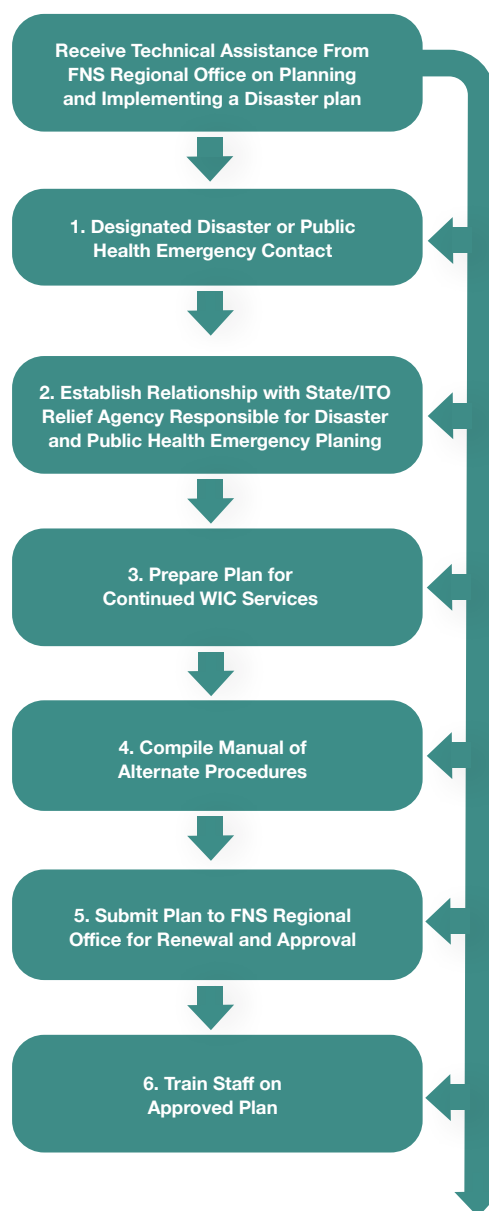 Receive Technical Assistance From
FNS Regional Office on Planning
and Implementing a Disaster plan
1. Designated Disaster or Public
Health Emergency Contact
2. Establish Relationship with State/ITO
Relief Agency Responsible for Disaster
and Public Health Emergency Planing
3. Prepare Plan for
Continued WIC Services
4. Compile Manual of
Alternate Procedures
5. Submit Plan to FNS Regional
Office for Renewal and Approval
6. Train Staff on
Approved Plan